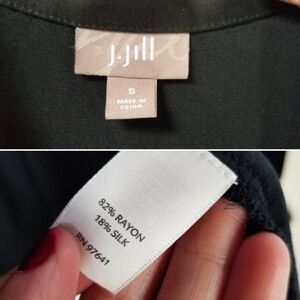 J.Jill
S
MADE IN
CHINA
82% RAYON
18% SILK
RN 97641